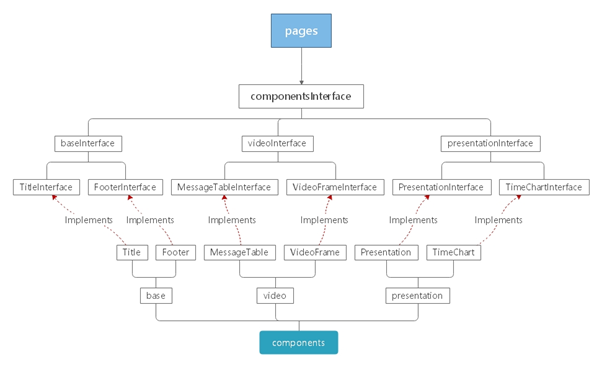 pages
componentsInterface
baseInterface
videoInterface
presentationInterface
TitleInterface
FooterInterface
MessageTableInterface
VideoFrameInterface
PresentationInterface
TimeChartInterface
Implements
Implements
Implements
Implements
Implements
Implements
Title
Footer
MessageTable
VideoFrame
Presentation
TimeChart
base
video
presentation
components